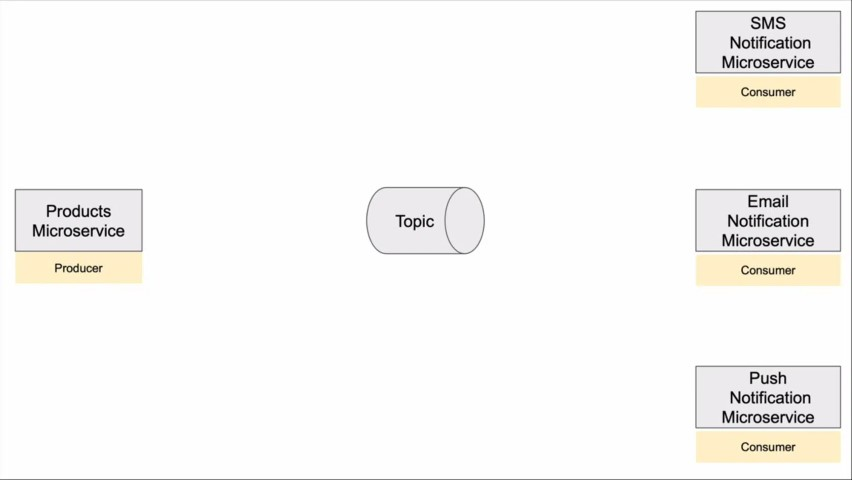 SMS
Notification
Microservice
Consumer
Products
Microservice
Producer
Topic
Email
Notification
Microservice
Consumer
Push
Notification
Microservice
Consumer